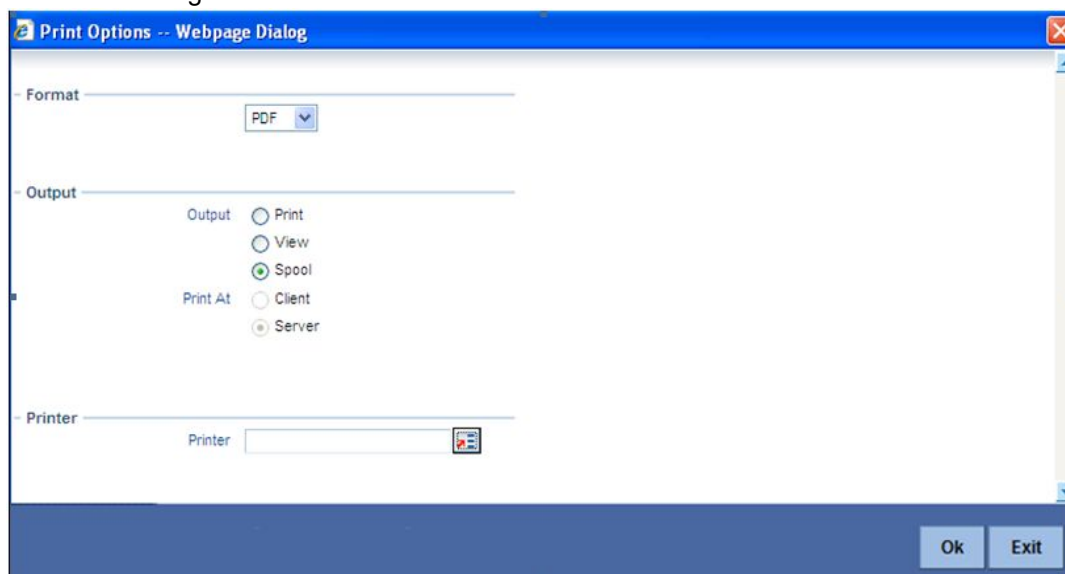 Print Options -- Webpage Dialog
Format
PDF
Output
Output Print
View
Spool
Print At Client
Server
Printer
Printer
Ok Exit